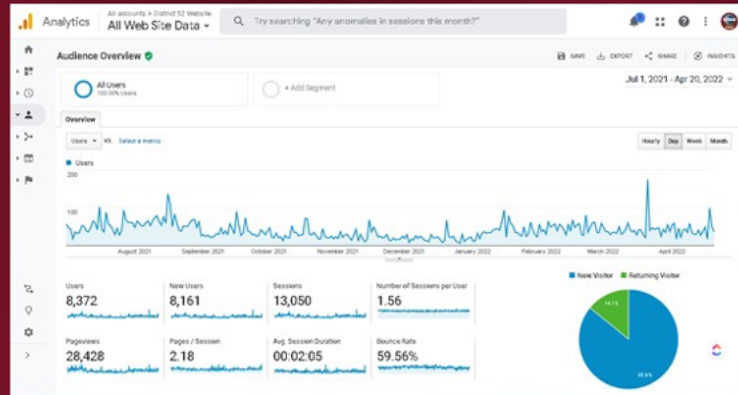 Analytics
All accounts > District 52 Website
All Web Site Data
Try searching "Any anomalies in sessions this month?"
Audience Overview
SAVE
EXPORT
SHARE
INSIGHTS
All Users
100.00% Users
+ Add Segment
Jul 1, 2021 - Apr 20, 2022
Overview
Users
VS.
Select a metric
Hourly
Day
Week
Month
Users
200
100
August 2021
September 2021
October 2021
November 2021
December 2021
January 2022
February 2022
March 2022
April 2022
New Visitor
Returning Visitor
Users
8,372
New Users
8,161
Sessions
13,050
Number of Sessions per User
1.56
14.1%
Pageviews
28,428
Pages / Session
2.18
Avg. Session Duration
00:02:05
Bounce Rate
59.56%